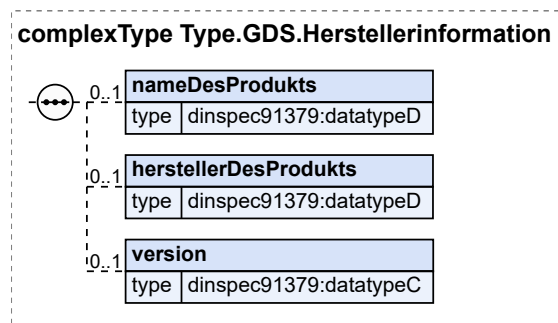 complexType Type.GDS.Herstellerinformation
0..1 nameDesProdukts
type dinspec91379:datatypeD
0..1 herstellerDesProdukts
type dinspec91379:datatypeD
0..1 version
type dinspec91379:datatypeC